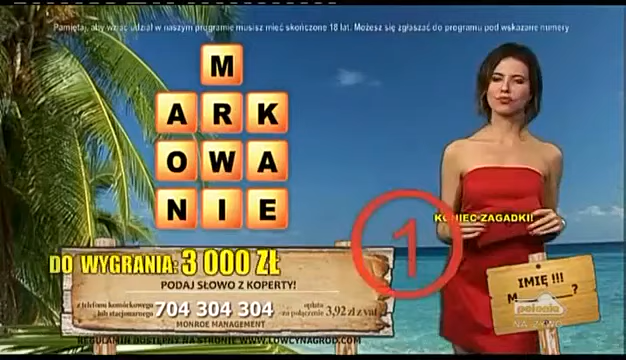 Pamiętaj, aby wziąć udział w naszym programie musisz mieć skończone 18 lat. Możesz się zgłaszać do programu pod wskazane numery
M
A R K
O W A
N I E
KONIEC ZAGADKI!
1
DO WYGRANIA: 3 000 ZŁ
PODAJ SŁOWO Z KOPERTY!
z telefonu komórkowego
lub stacjonarnego 704 304 304 opłata
za połączenie 3,92 zł z vat
MONROE MANAGEMENT
REGULAMIN DOSTĘPNY NA STRONIE WWW.LOWCYNAGROD.COM
IMIĘ !!!
M ?
polonia
NA ŻYWO